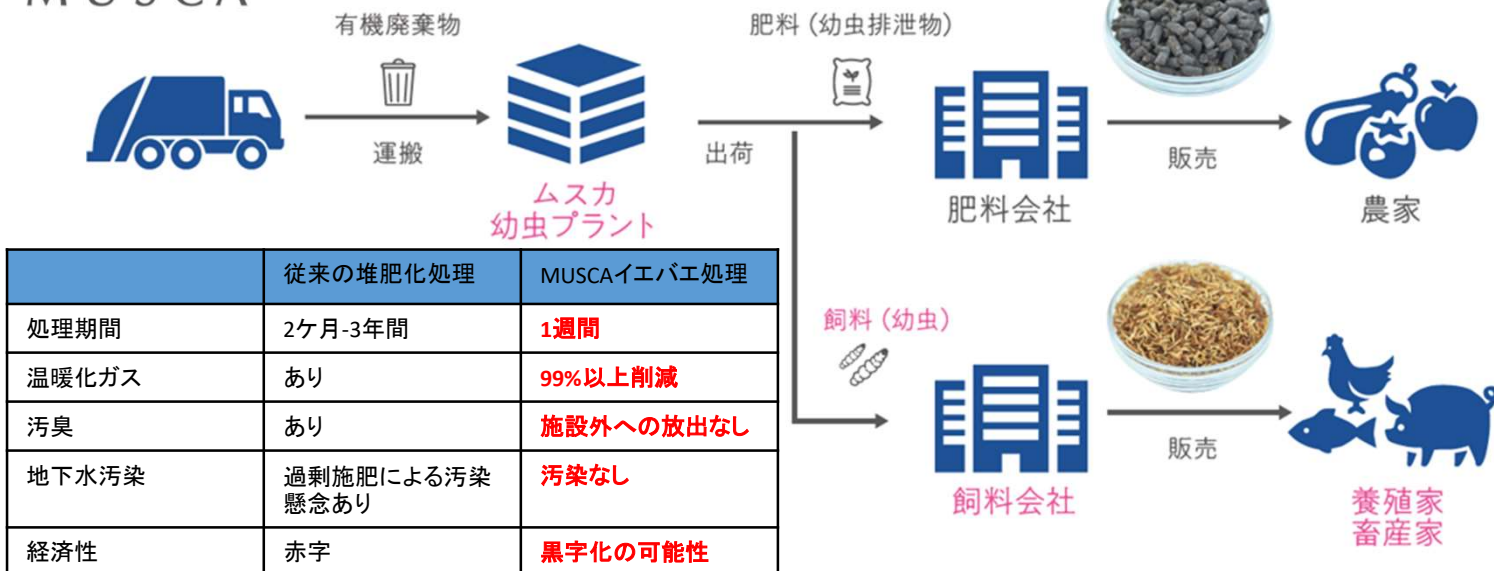 MUSCA
有機廃棄物
運搬
ムスカ
幼虫プラント
出荷
肥料（幼虫排泄物）
肥料会社
販売
農家
飼料（幼虫）
飼料会社
販売
養殖家
畜産家
従来の堆肥化処理 MUSCAイエバエ処理
処理期間 2ケ月-3年間 1週間
温暖化ガス あり 99%以上削減
汚臭 あり 施設外への放出なし
地下水汚染 過剰施肥による汚染 汚染なし
懸念あり
経済性 赤字 黒字化の可能性